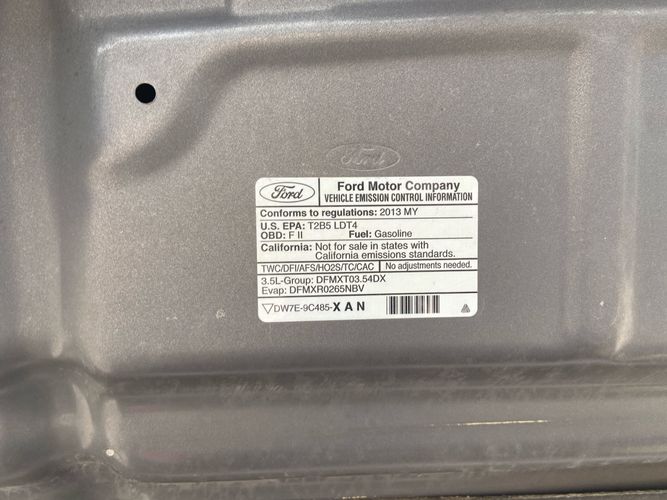 Ford
Ford
Ford Motor Company
VEHICLE EMISSION CONTROL INFORMATION
Conforms to regulations: 2013 MY
U.S. EPA: T2B5 LDT4
OBD: F II Fuel: Gasoline
California: Not for sale in states with
California emissions standards.
TWC/DFI/AFS/HO2S/TC/CAC No adjustments needed.
3.5L-Group: DFMXT03.54DX
Evap: DFMXR0265NBV
DW7E-9C485-XAN